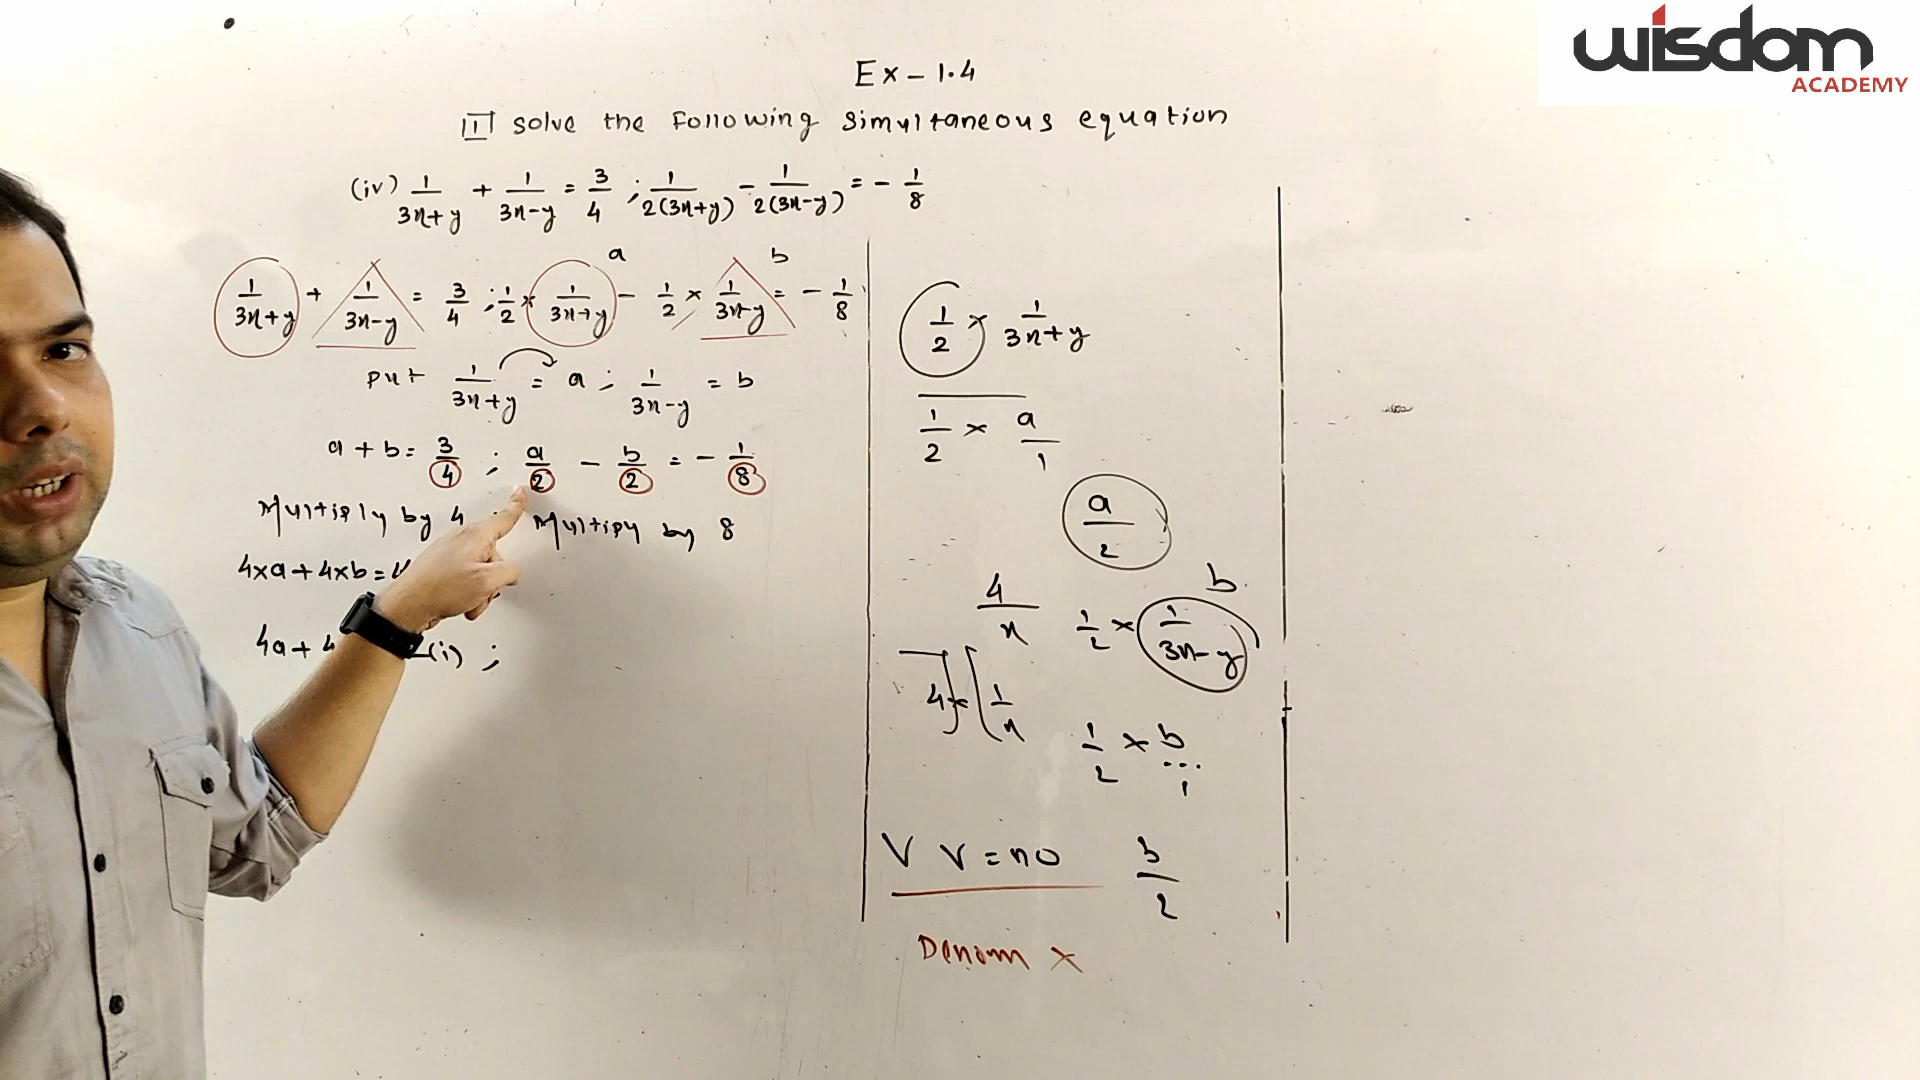 wisdom
ACADEMY
Ex - 1.4
II solve the following simultaneous equation
(iv) 1/(3x+y) + 1/(3x-y) = 3/4 ; 1/2(3x+y) - 1/2(3x-y) = - 1/8
a b
1/(3x+y) + 1/(3x-y) = 3/4 ; 1/2 × 1/(3x+y) - 1/2 × 1/(3x-y) = - 1/8
put 1/(3x+y) = a ; 1/(3x-y) = b
a + b = 3/4 ; a/2 - b/2 = - 1/8
Multiply by 4 ; Multiply by 8
4×a + 4×b =
4a + 4 (i) ;
1/2 × 1/(3x+y)
1/2 × a/1
a/2
4/x
4 × 1/x
b
1/2 × 1/(3x-y)
1/2 × b/1
b/2
V V = no
Denom ×